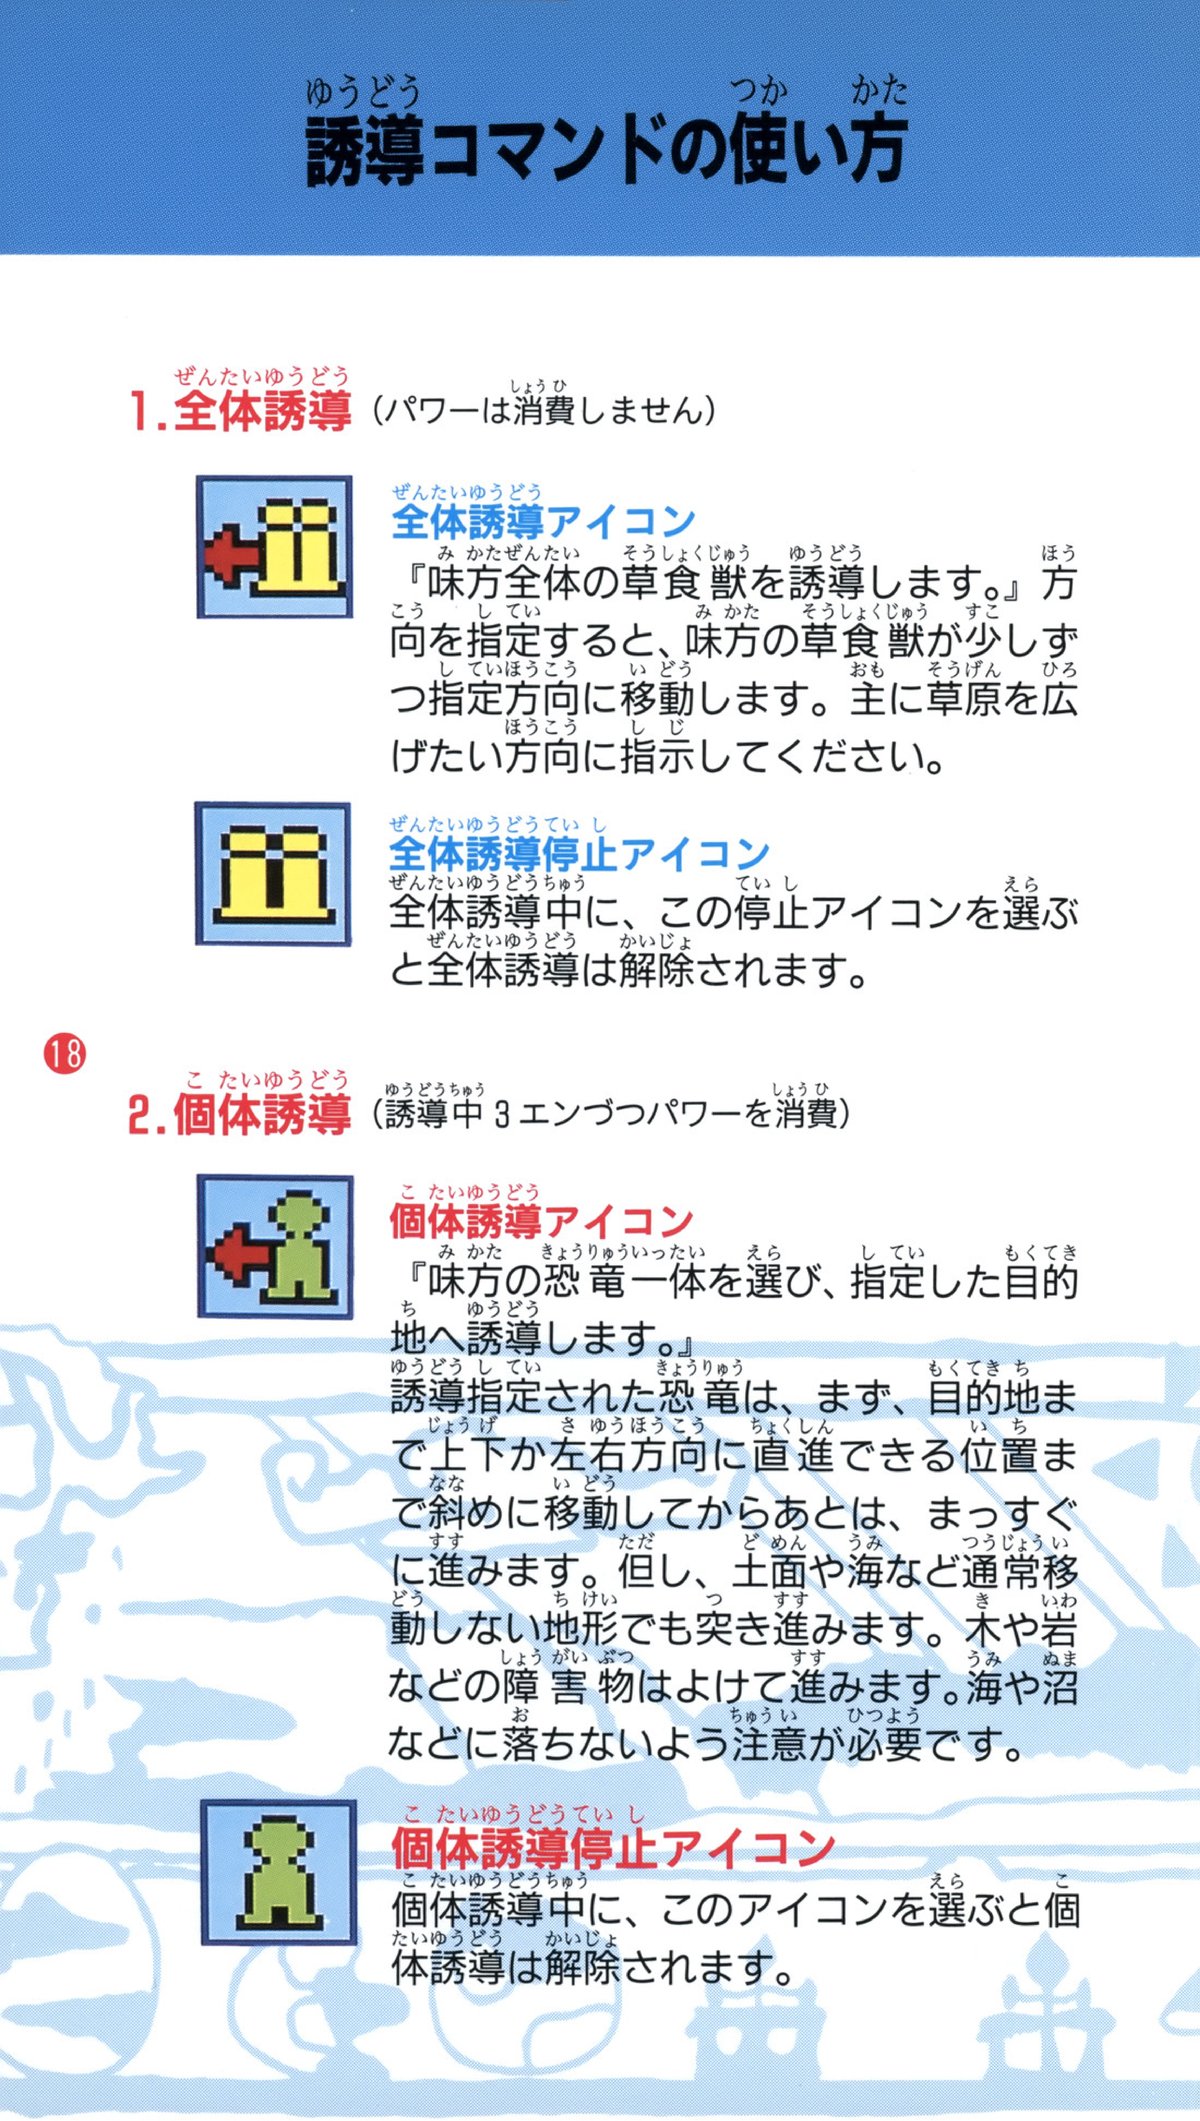 誘導コマンドの使い方
1.全体誘導（パワーは消費しません）
全体誘導アイコン
『味方全体の草食獣を誘導します。』方
向を指定すると、味方の草食獣が少しず
つ指定方向に移動します。主に草原を広
げたい方向に指示してください。
全体誘導停止アイコン
全体誘導中に、この停止アイコンを選ぶ
と全体誘導は解除されます。
18
2.個体誘導（誘導中3エンづつパワーを消費）
個体誘導アイコン
『味方の恐竜一体を選び、指定した目的
地へ誘導します。』
誘導指定された恐竜は、まず、目的地ま
で上下か左右方向に直進できる位置ま
で斜めに移動してからあとは、まっすぐ
に進みます。但し、土面や海など通常移
動しない地形でも突き進みます。木や岩
などの障害物はよけて進みます。海や沼
などに落ちないよう注意が必要です。
個体誘導停止アイコン
個体誘導中に、このアイコンを選ぶと個
体誘導は解除されます。